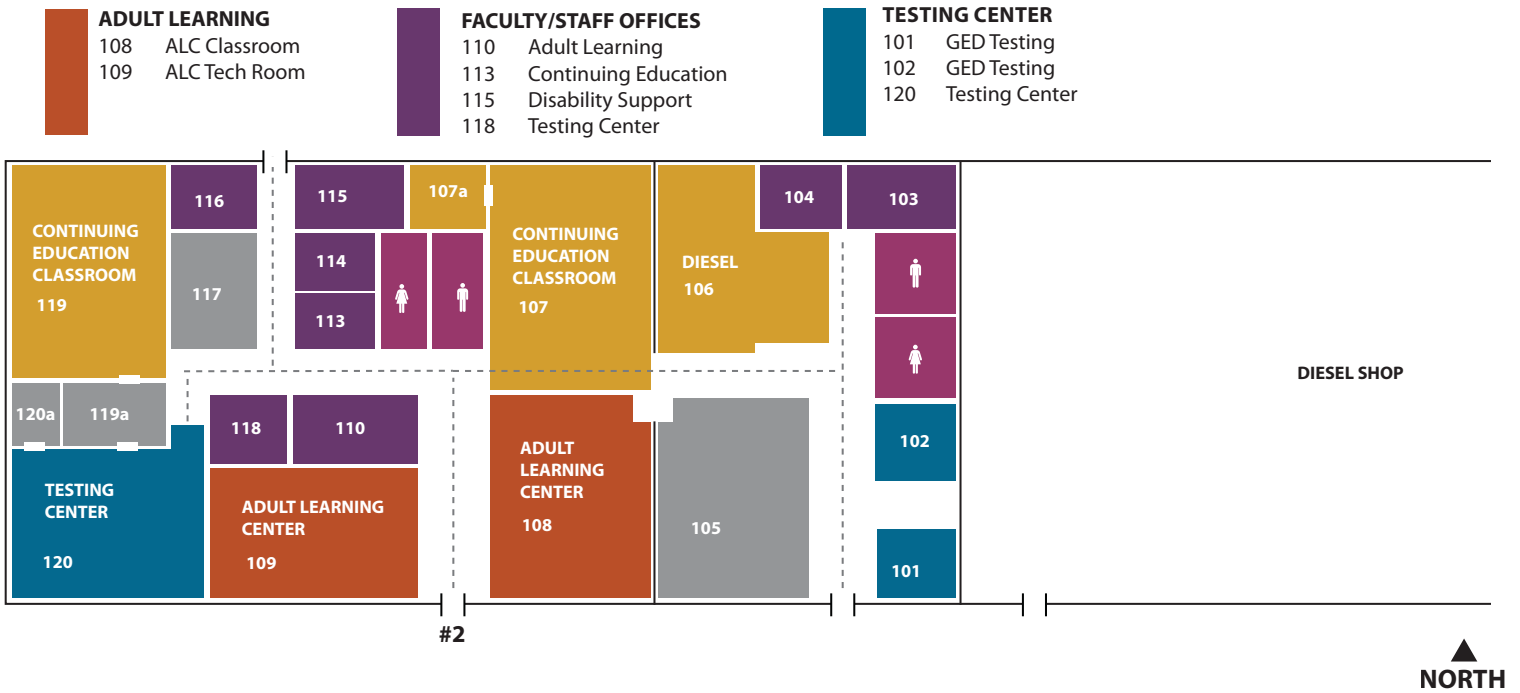 ADULT LEARNING
108 ALC Classroom
109 ALC Tech Room
FACULTY/STAFF OFFICES
110 Adult Learning
113 Continuing Education
115 Disability Support
118 Testing Center
TESTING CENTER
101 GED Testing
102 GED Testing
120 Testing Center
CONTINUING
EDUCATION
CLASSROOM
119
116
117
115
107a
114
113
CONTINUING
EDUCATION
CLASSROOM
107
DIESEL
106
104
103
DIESEL SHOP
120a
119a
118
110
TESTING
CENTER
120
ADULT LEARNING
CENTER
109
ADULT
LEARNING
CENTER
108
105
102
101
#2
NORTH